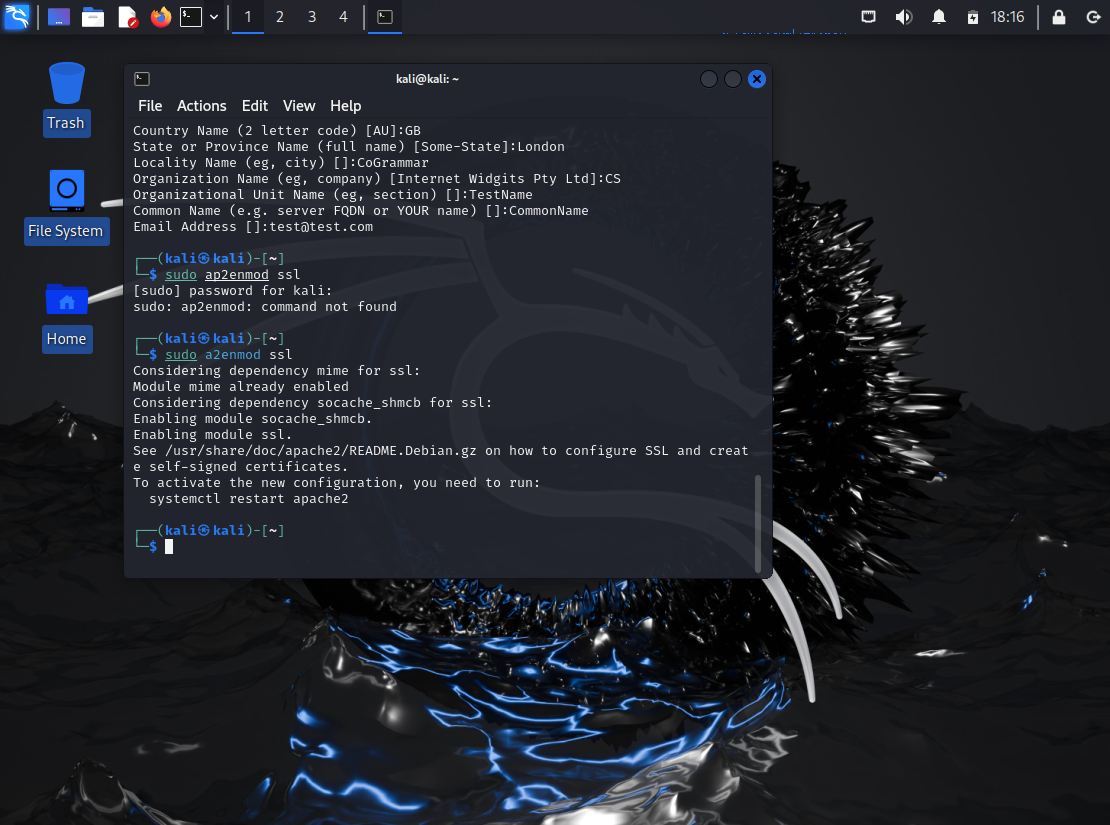 1 2 3 4 18:16
Trash
File System
Home
kali@kali: ~
File Actions Edit View Help
Country Name (2 letter code) [AU]:GB
State or Province Name (full name) [Some-State]:London
Locality Name (eg, city) []:CoGrammar
Organization Name (eg, company) [Internet Widgits Pty Ltd]:CS
Organizational Unit Name (eg, section) []:TestName
Common Name (e.g. server FQDN or YOUR name) []:CommonName
Email Address []:test@test.com
┌──(kali㉿kali)-[~]
└─$ sudo ap2enmod ssl
[sudo] password for kali:
sudo: ap2enmod: command not found
┌──(kali㉿kali)-[~]
└─$ sudo a2enmod ssl
Considering dependency mime for ssl:
Module mime already enabled
Considering dependency socache_shmcb for ssl:
Enabling module socache_shmcb.
Enabling module ssl.
See /usr/share/doc/apache2/README.Debian.gz on how to configure SSL and creat
e self-signed certificates.
To activate the new configuration, you need to run:
  systemctl restart apache2
┌──(kali㉿kali)-[~]
└─$